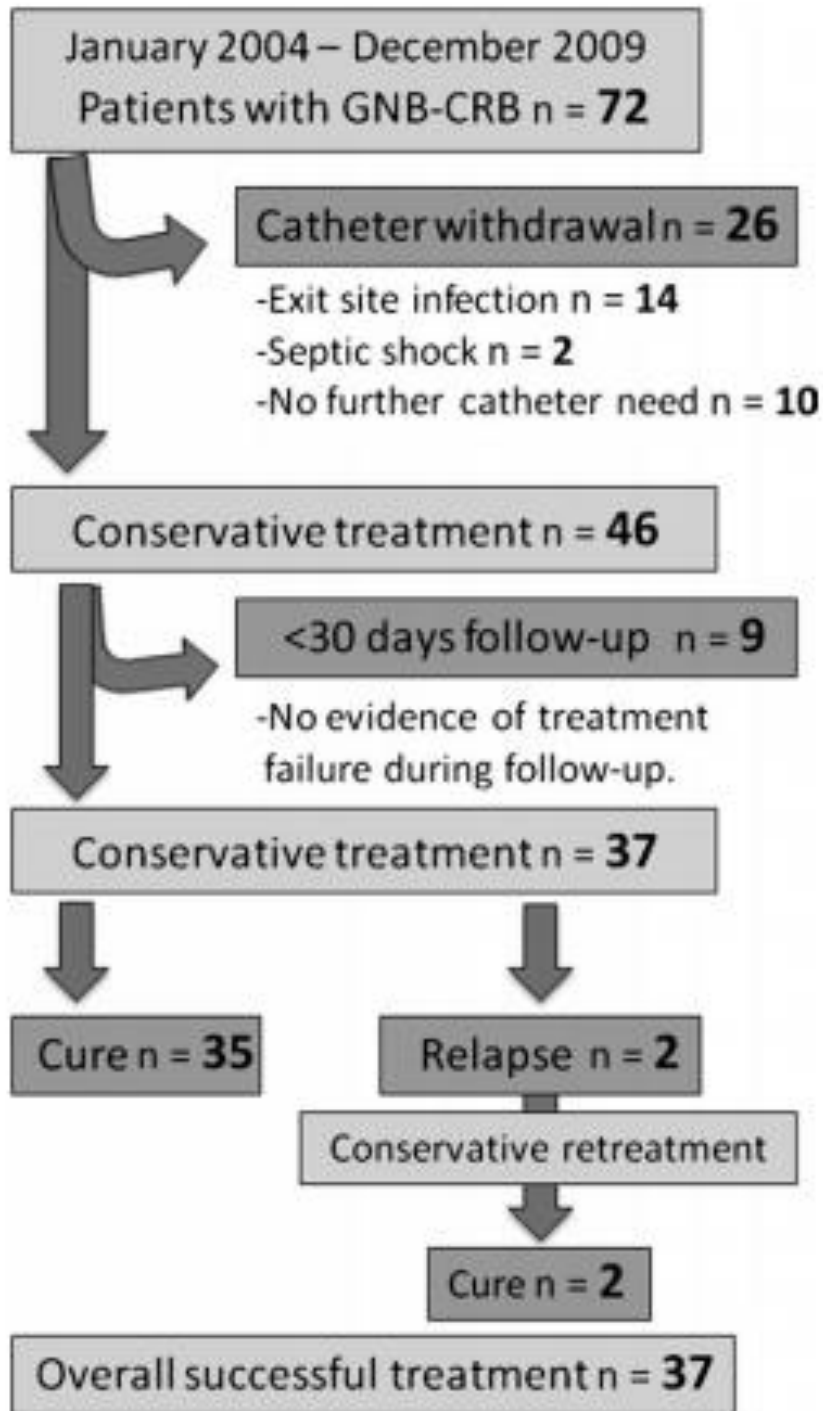 January 2004 – December 2009
Patients with GNB-CRB n = 72
Catheter withdrawal n = 26
-Exit site infection n = 14
-Septic shock n = 2
-No further catheter need n = 10
Conservative treatment n = 46
<30 days follow-up n = 9
-No evidence of treatment
failure during follow-up.
Conservative treatment n = 37
Cure n = 35
Relapse n = 2
Conservative retreatment
Cure n = 2
Overall successful treatment n = 37